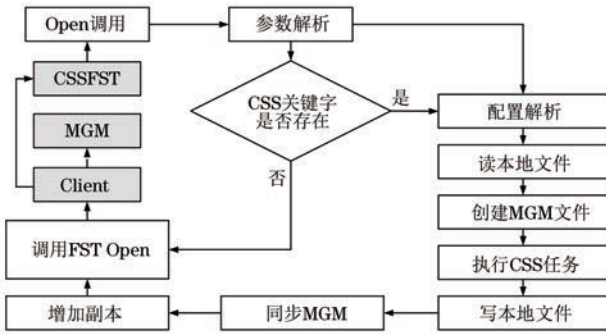 Open调用
参数解析
CSSFST
CSS关键字
是否存在
是
MGM
配置解析
读本地文件
Client
否
创建MGM文件
调用FST Open
执行CSS任务
增加副本
同步MGM
写本地文件